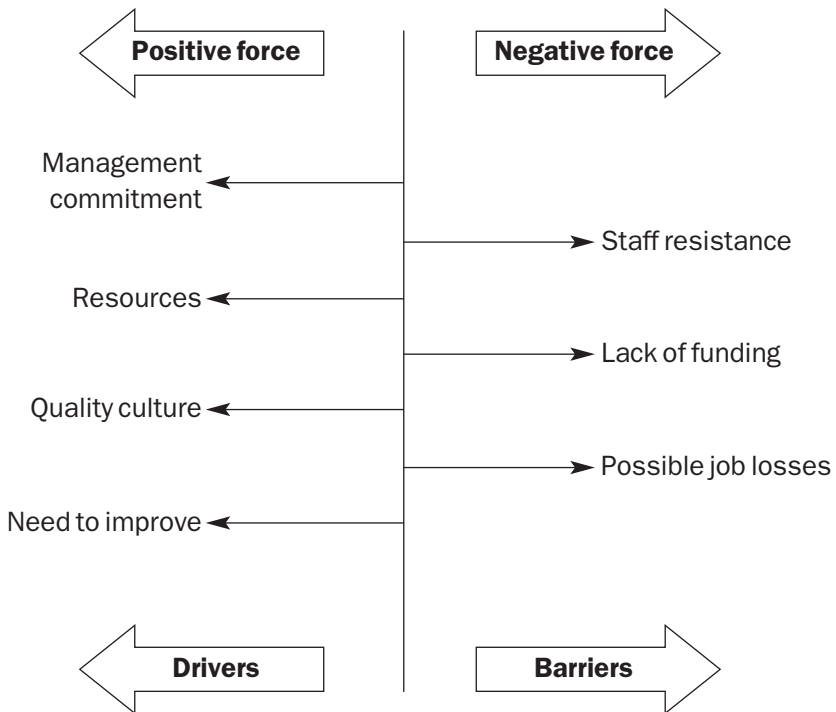 Positive force
Negative force
Management
commitment
Staff resistance
Resources
Lack of funding
Quality culture
Possible job losses
Need to improve
Drivers
Barriers